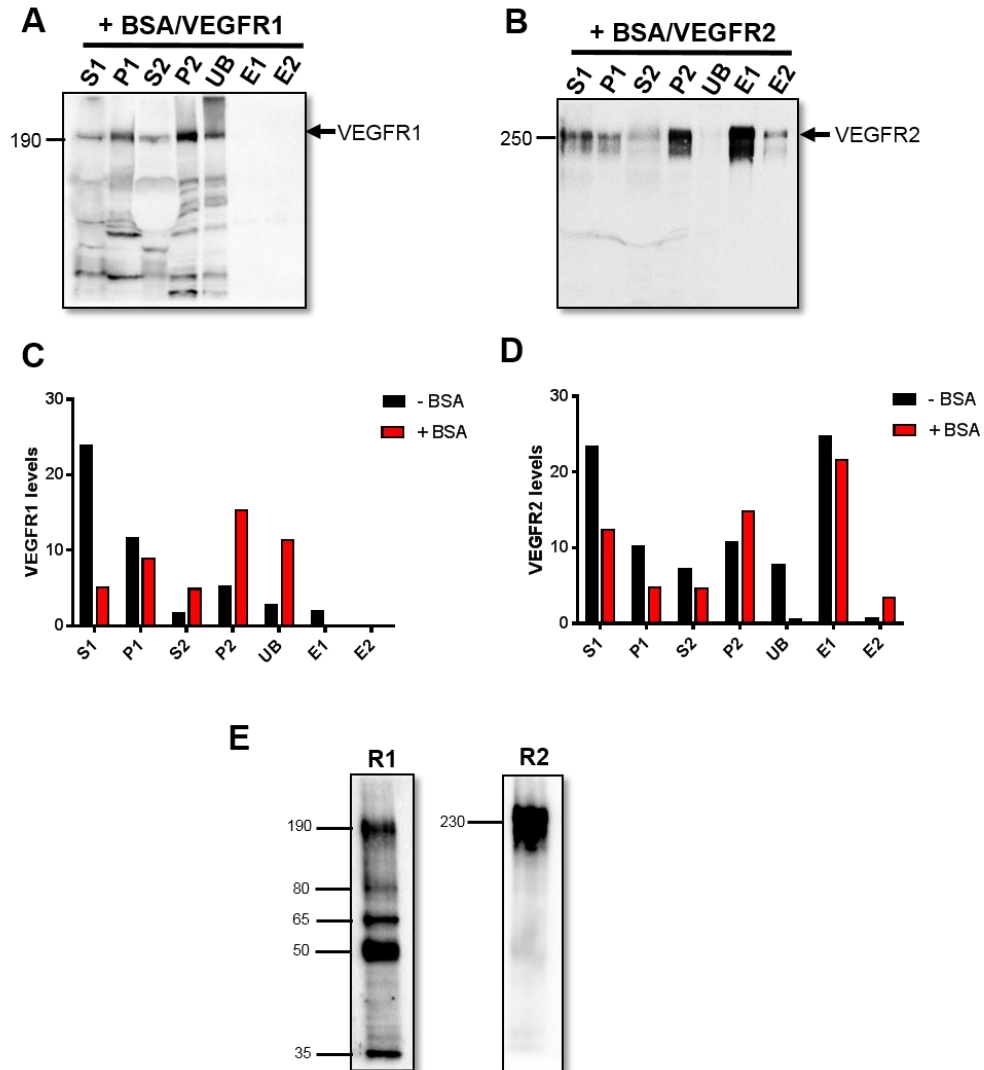 A
+ BSA/VEGFR1
S1 P1 S2 P2 UB E1 E2
190
VEGFR1
B
+ BSA/VEGFR2
S1 P1 S2 P2 UB E1 E2
250
VEGFR2
C
VEGFR1 levels
30
20
10
0
S1 P1 S2 P2 UB E1 E2
- BSA
+ BSA
D
VEGFR2 levels
30
20
10
0
S1 P1 S2 P2 UB E1 E2
- BSA
+ BSA
E
R1
190
80
65
50
35
R2
230